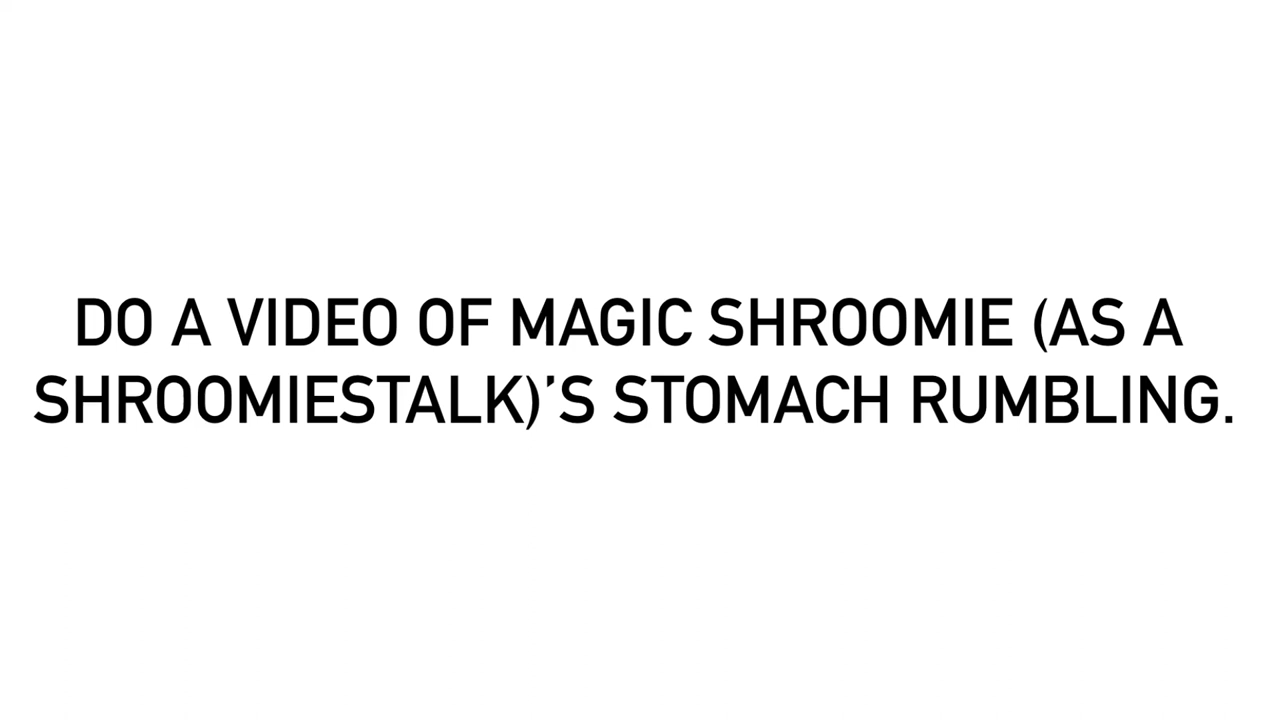 DO A VIDEO OF MAGIC SHROOMIE (AS A
SHROOMIESTALK)’S STOMACH RUMBLING.